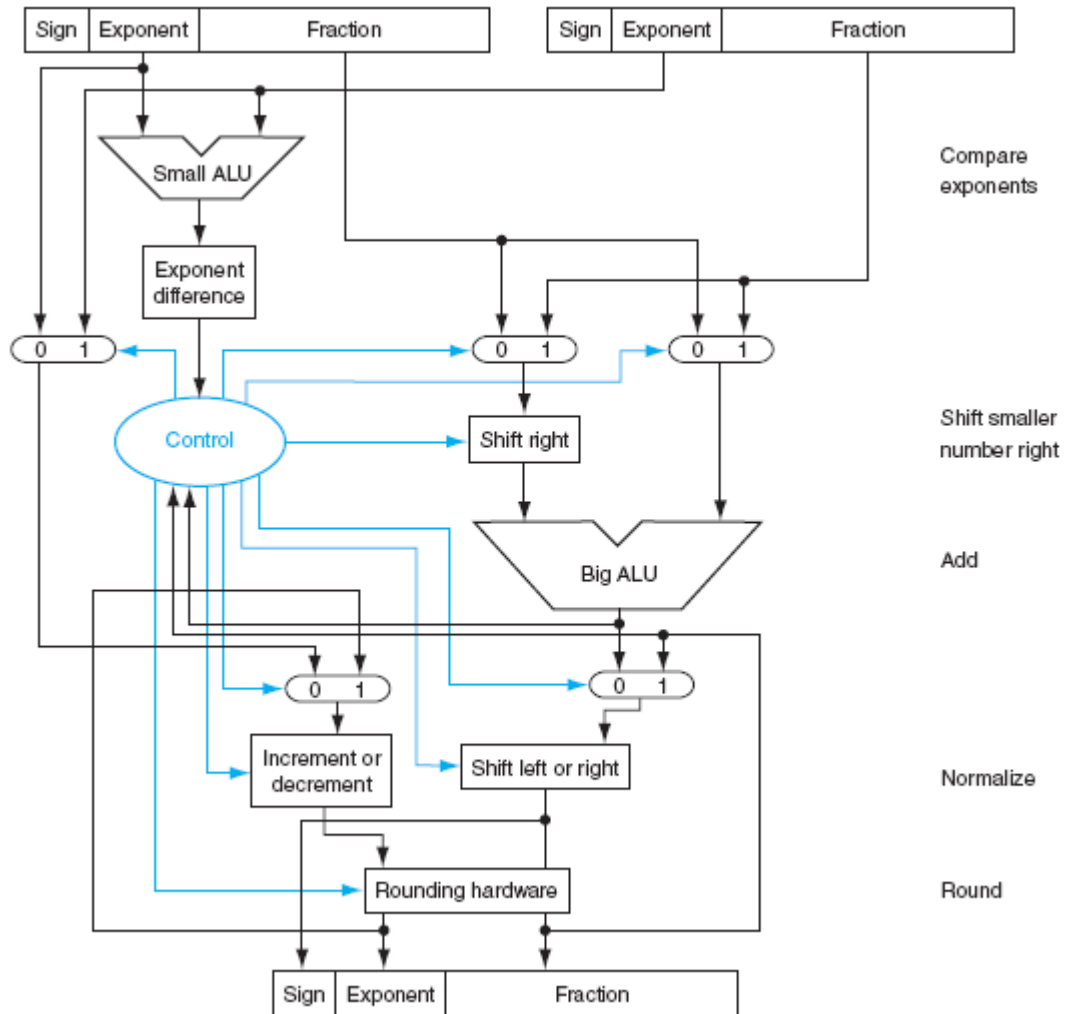 Sign Exponent Fraction Sign Exponent Fraction
Small ALU
Compare
exponents
Exponent
difference
0 1 0 1 0 1
Control
Shift right
Shift smaller
number right
Big ALU
Add
0 1 0 1
Increment or
decrement
Shift left or right
Normalize
Rounding hardware
Round
Sign Exponent Fraction